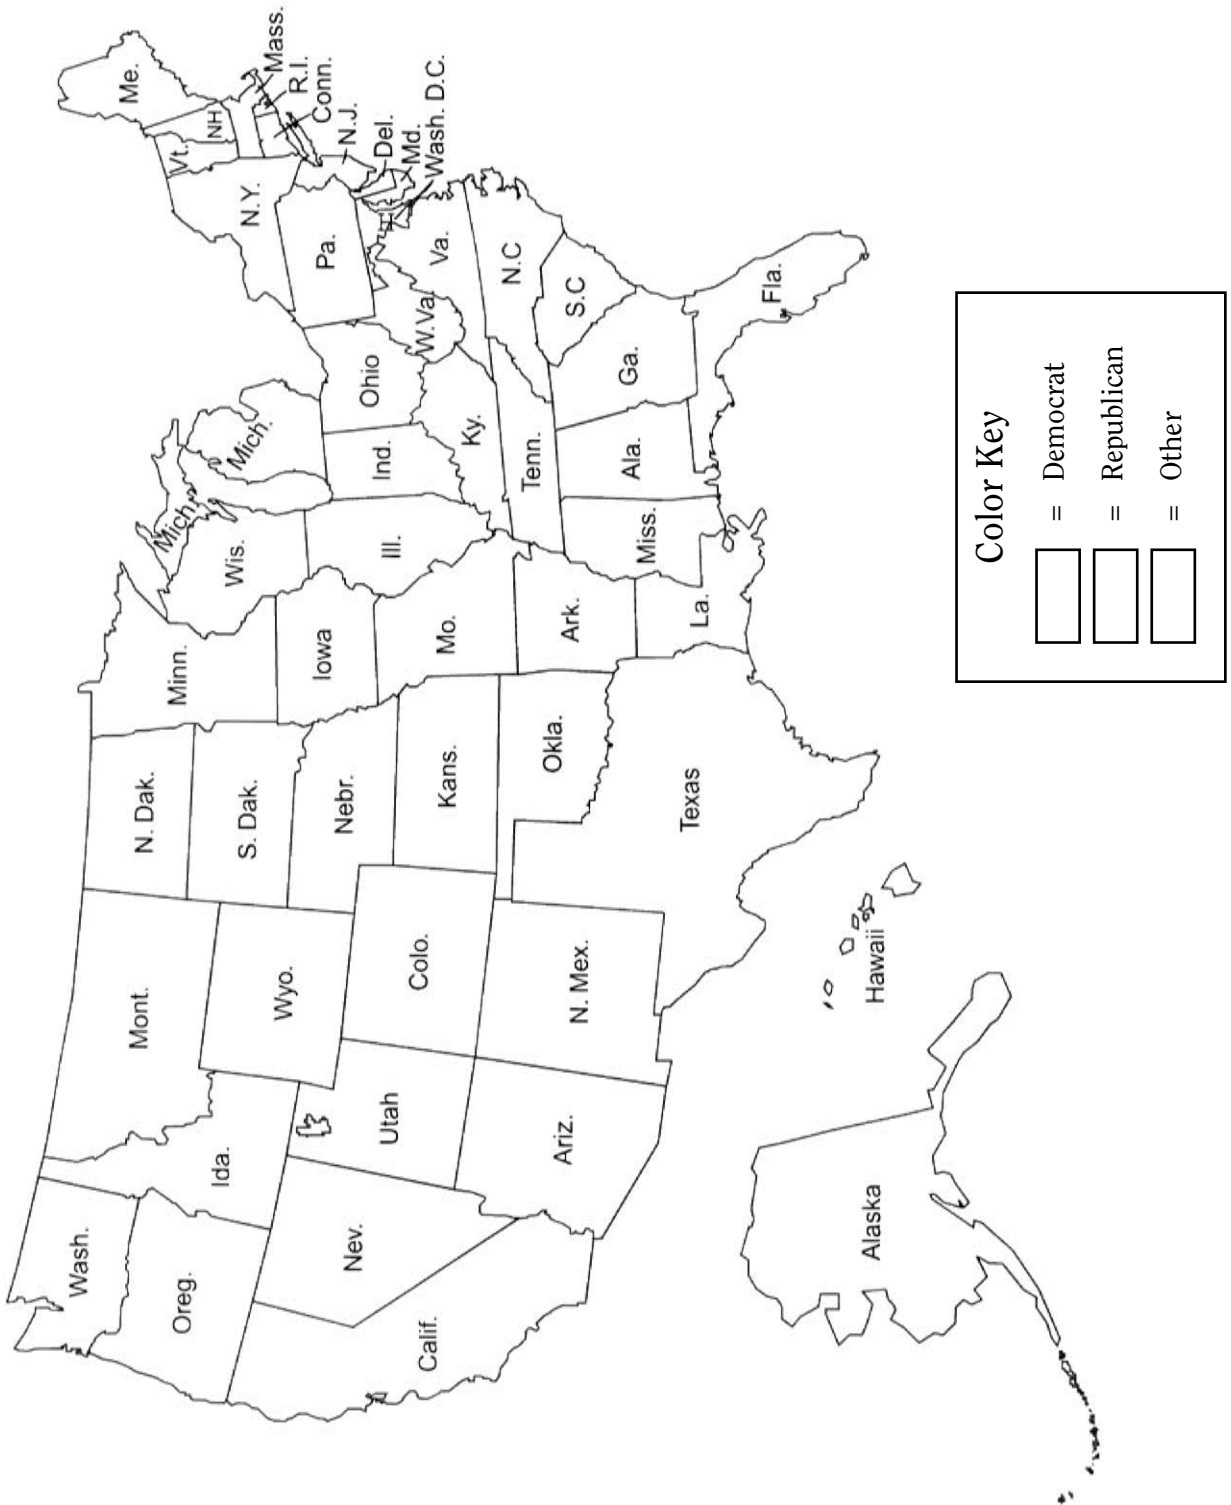 Wash.
Oreg.
Calif.
Nev.
Ida.
Mont.
Wyo.
Utah
Ariz.
Colo.
N. Mex.
N. Dak.
S. Dak.
Nebr.
Kans.
Okla.
Texas
Minn.
Iowa
Mo.
Ark.
La.
Wis.
Ill.
Mich.
Mich.
Ind.
Ohio
Ky.
Tenn.
Miss.
Ala.
Ga.
Fla.
S.C
N.C
Va.
W.Va.
Pa.
N.Y.
Vt.
NH
Me.
Mass.
R.I.
Conn.
N.J.
Del.
Md.
Wash. D.C.
Alaska
Hawaii
Color Key
= Democrat
= Republican
= Other